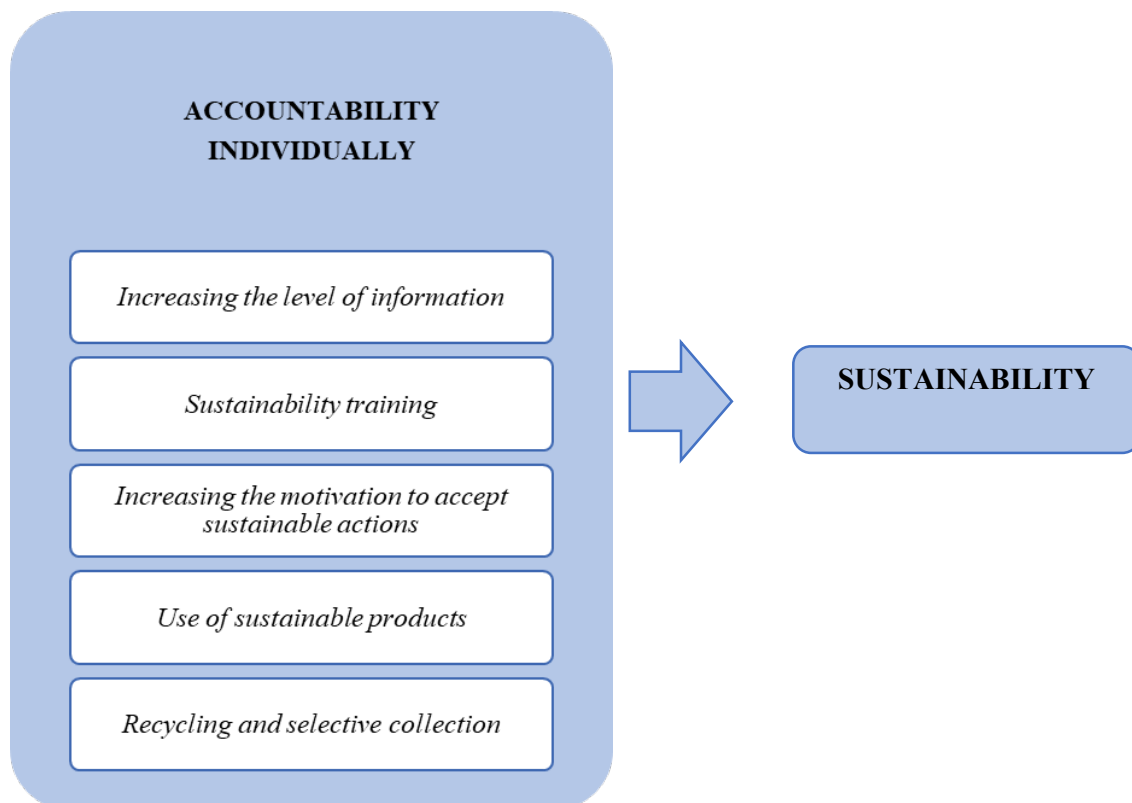 ACCOUNTABILITY
INDIVIDUALLY
Increasing the level of information
Sustainability training
Increasing the motivation to accept
sustainable actions
Use of sustainable products
Recycling and selective collection
SUSTAINABILITY